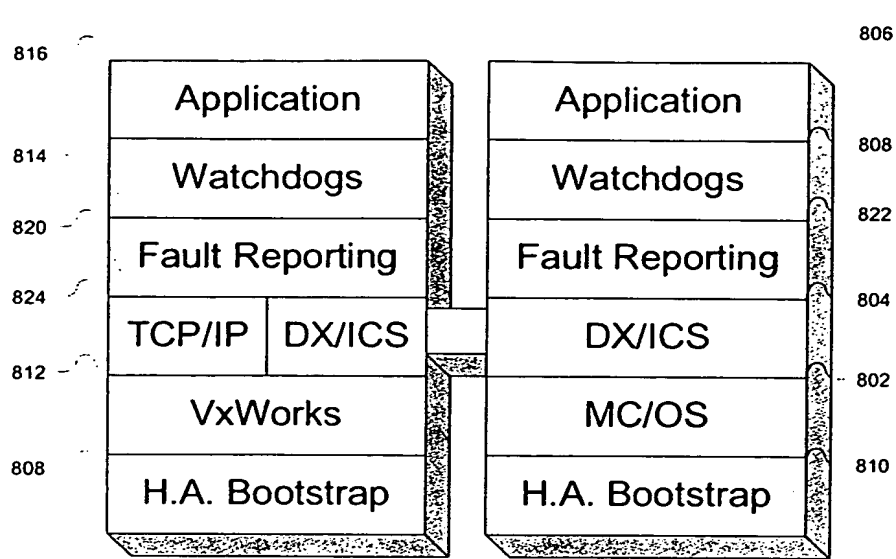 806
816
Application Application
814 808
Watchdogs Watchdogs
820 822
Fault Reporting Fault Reporting
824 804
TCP/IP DX/ICS DX/ICS
812 802
VxWorks MC/OS
808 810
H.A. Bootstrap H.A. Bootstrap